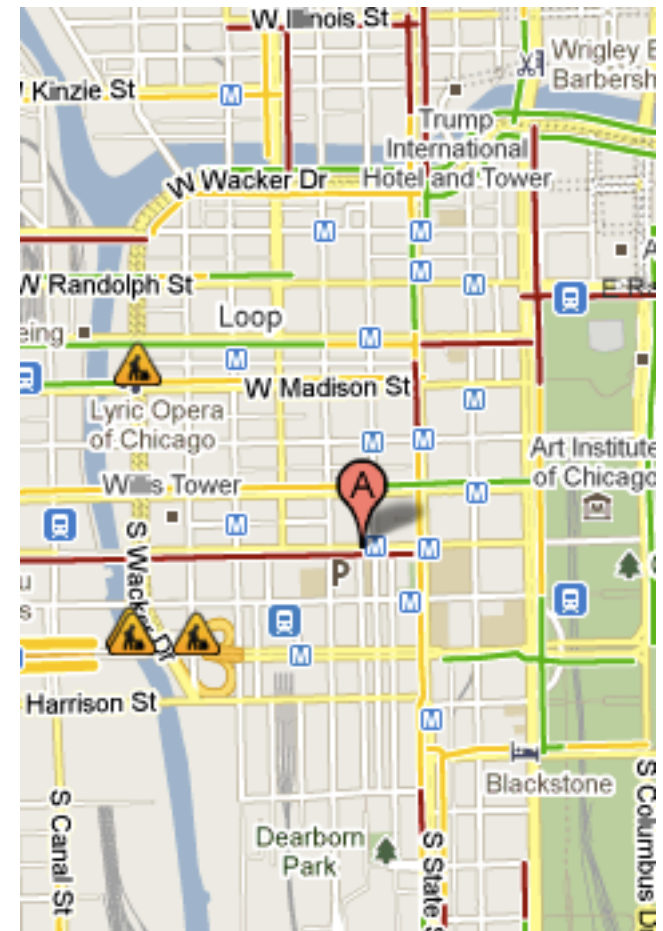 W Illinois St
Wrigley B
Barbersh
Kinzie St
M
Trump
International
Hotel and Tower
W Wacker Dr
M
M
M
M
A
W Randolph St
E R
Loop
eing
M
M
W Madison St
M
Lyric Opera
of Chicago
M
M
Art Institute
of Chicago
A
Willis Tower
M
M
M
M
P
u
s
S Wacker Dr
M
M
Harrison St
M
Blackstone
S Canal St
Dearborn
Park
S State S
S Columbus Dr